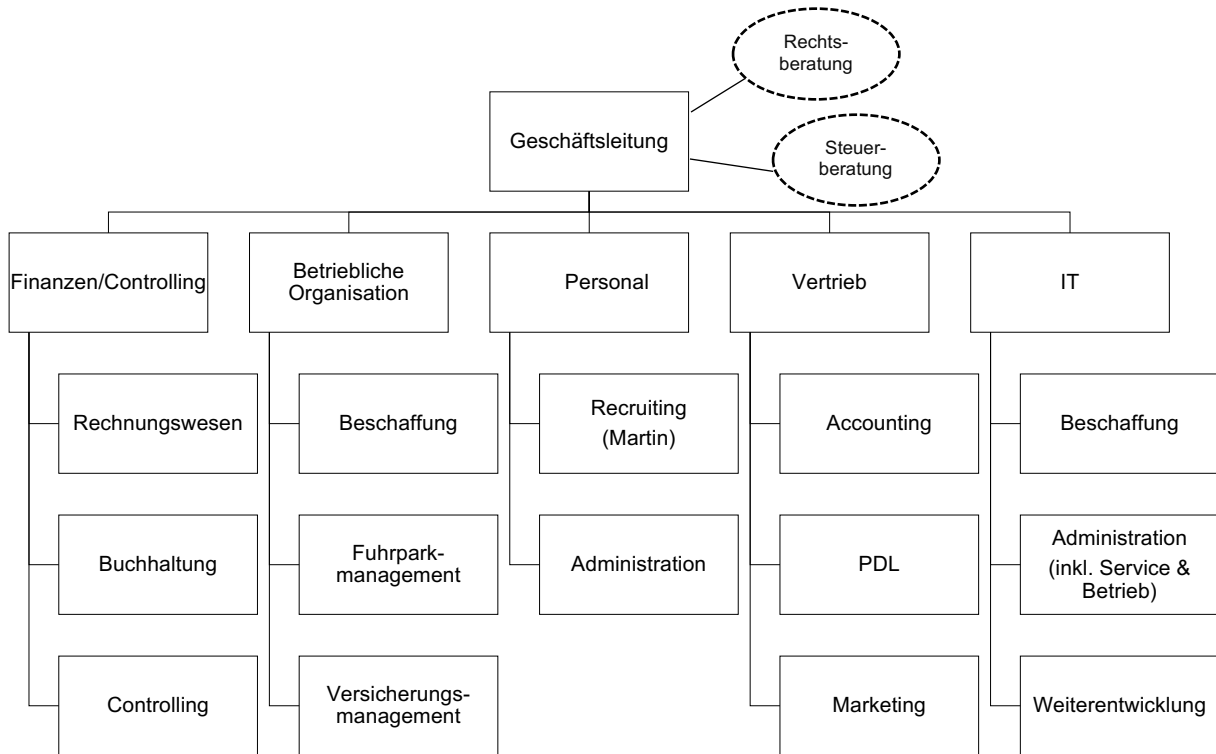 Rechts-
beratung
Geschäftsleitung
Steuer-
beratung
Finanzen/Controlling
Betriebliche
Organisation
Personal
Vertrieb
IT
Rechnungswesen
Beschaffung
Recruiting
(Martin)
Accounting
Beschaffung
Buchhaltung
Fuhrpark-
management
Administration
PDL
Administration
(inkl. Service &
Betrieb)
Controlling
Versicherungs-
management
Marketing
Weiterentwicklung